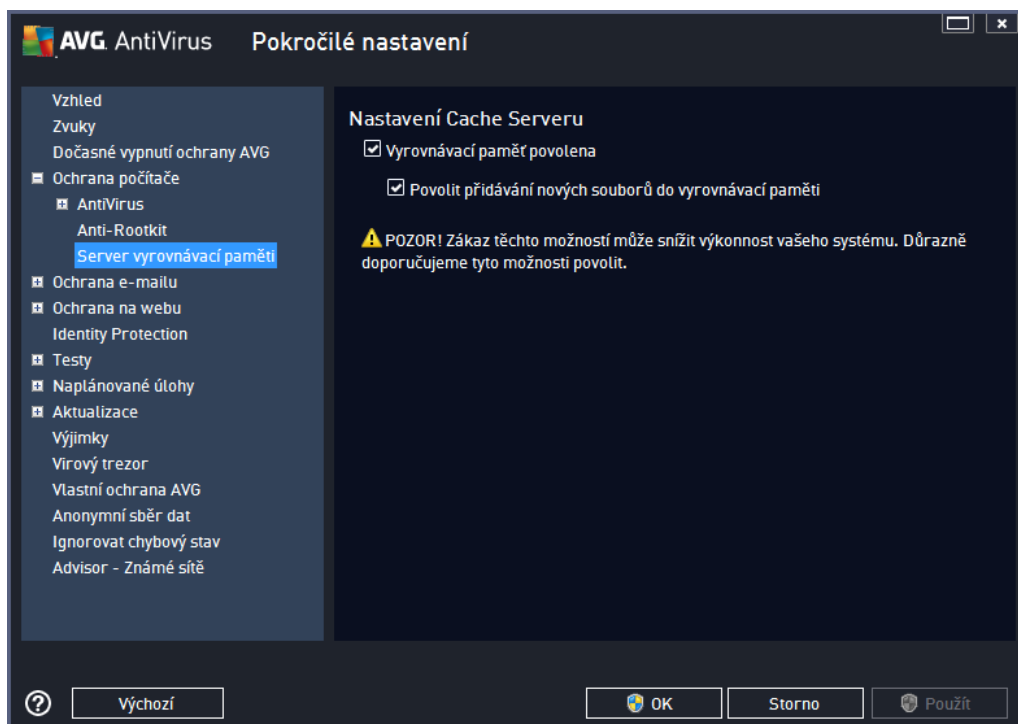 AVG AntiVirus Pokročilé nastavení
Vzhled
Zvuky
Dočasné vypnutí ochrany AVG
Ochrana počítače
AntiVirus
Anti-Rootkit
Server vyrovnávací paměti
Ochrana e-mailu
Ochrana na webu
Identity Protection
Testy
Naplánované úlohy
Aktualizace
Výjimky
Virový trezor
Vlastní ochrana AVG
Anonymní sběr dat
Ignorovat chybový stav
Advisor - Známé sítě
Nastavení Cache Serveru
Vyrovnávací paměť povolena
Povolit přidávání nových souborů do vyrovnávací paměti
POZOR! Zákaz těchto možností může snížit výkonnost vašeho systému. Důrazně
doporučujeme tyto možnosti povolit.
Výchozí
OK
Storno
Použít